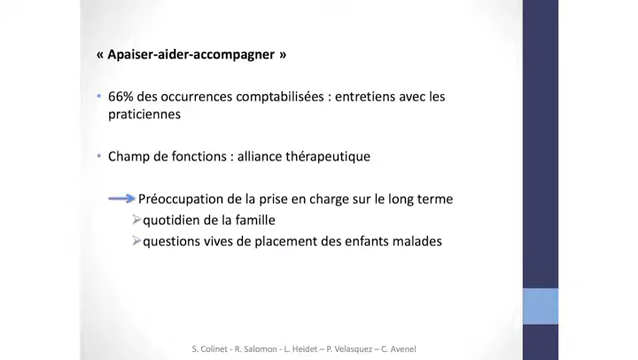 « Apaiser-aider-accompagner »
• 66% des occurrences comptabilisées : entretiens avec les
praticiennes
• Champ de fonctions : alliance thérapeutique
Préoccupation de la prise en charge sur le long terme
quotidien de la famille
questions vives de placement des enfants malades
S. Colinet - R. Salomon - L. Heidet – P. Velasquez – C. Avenel